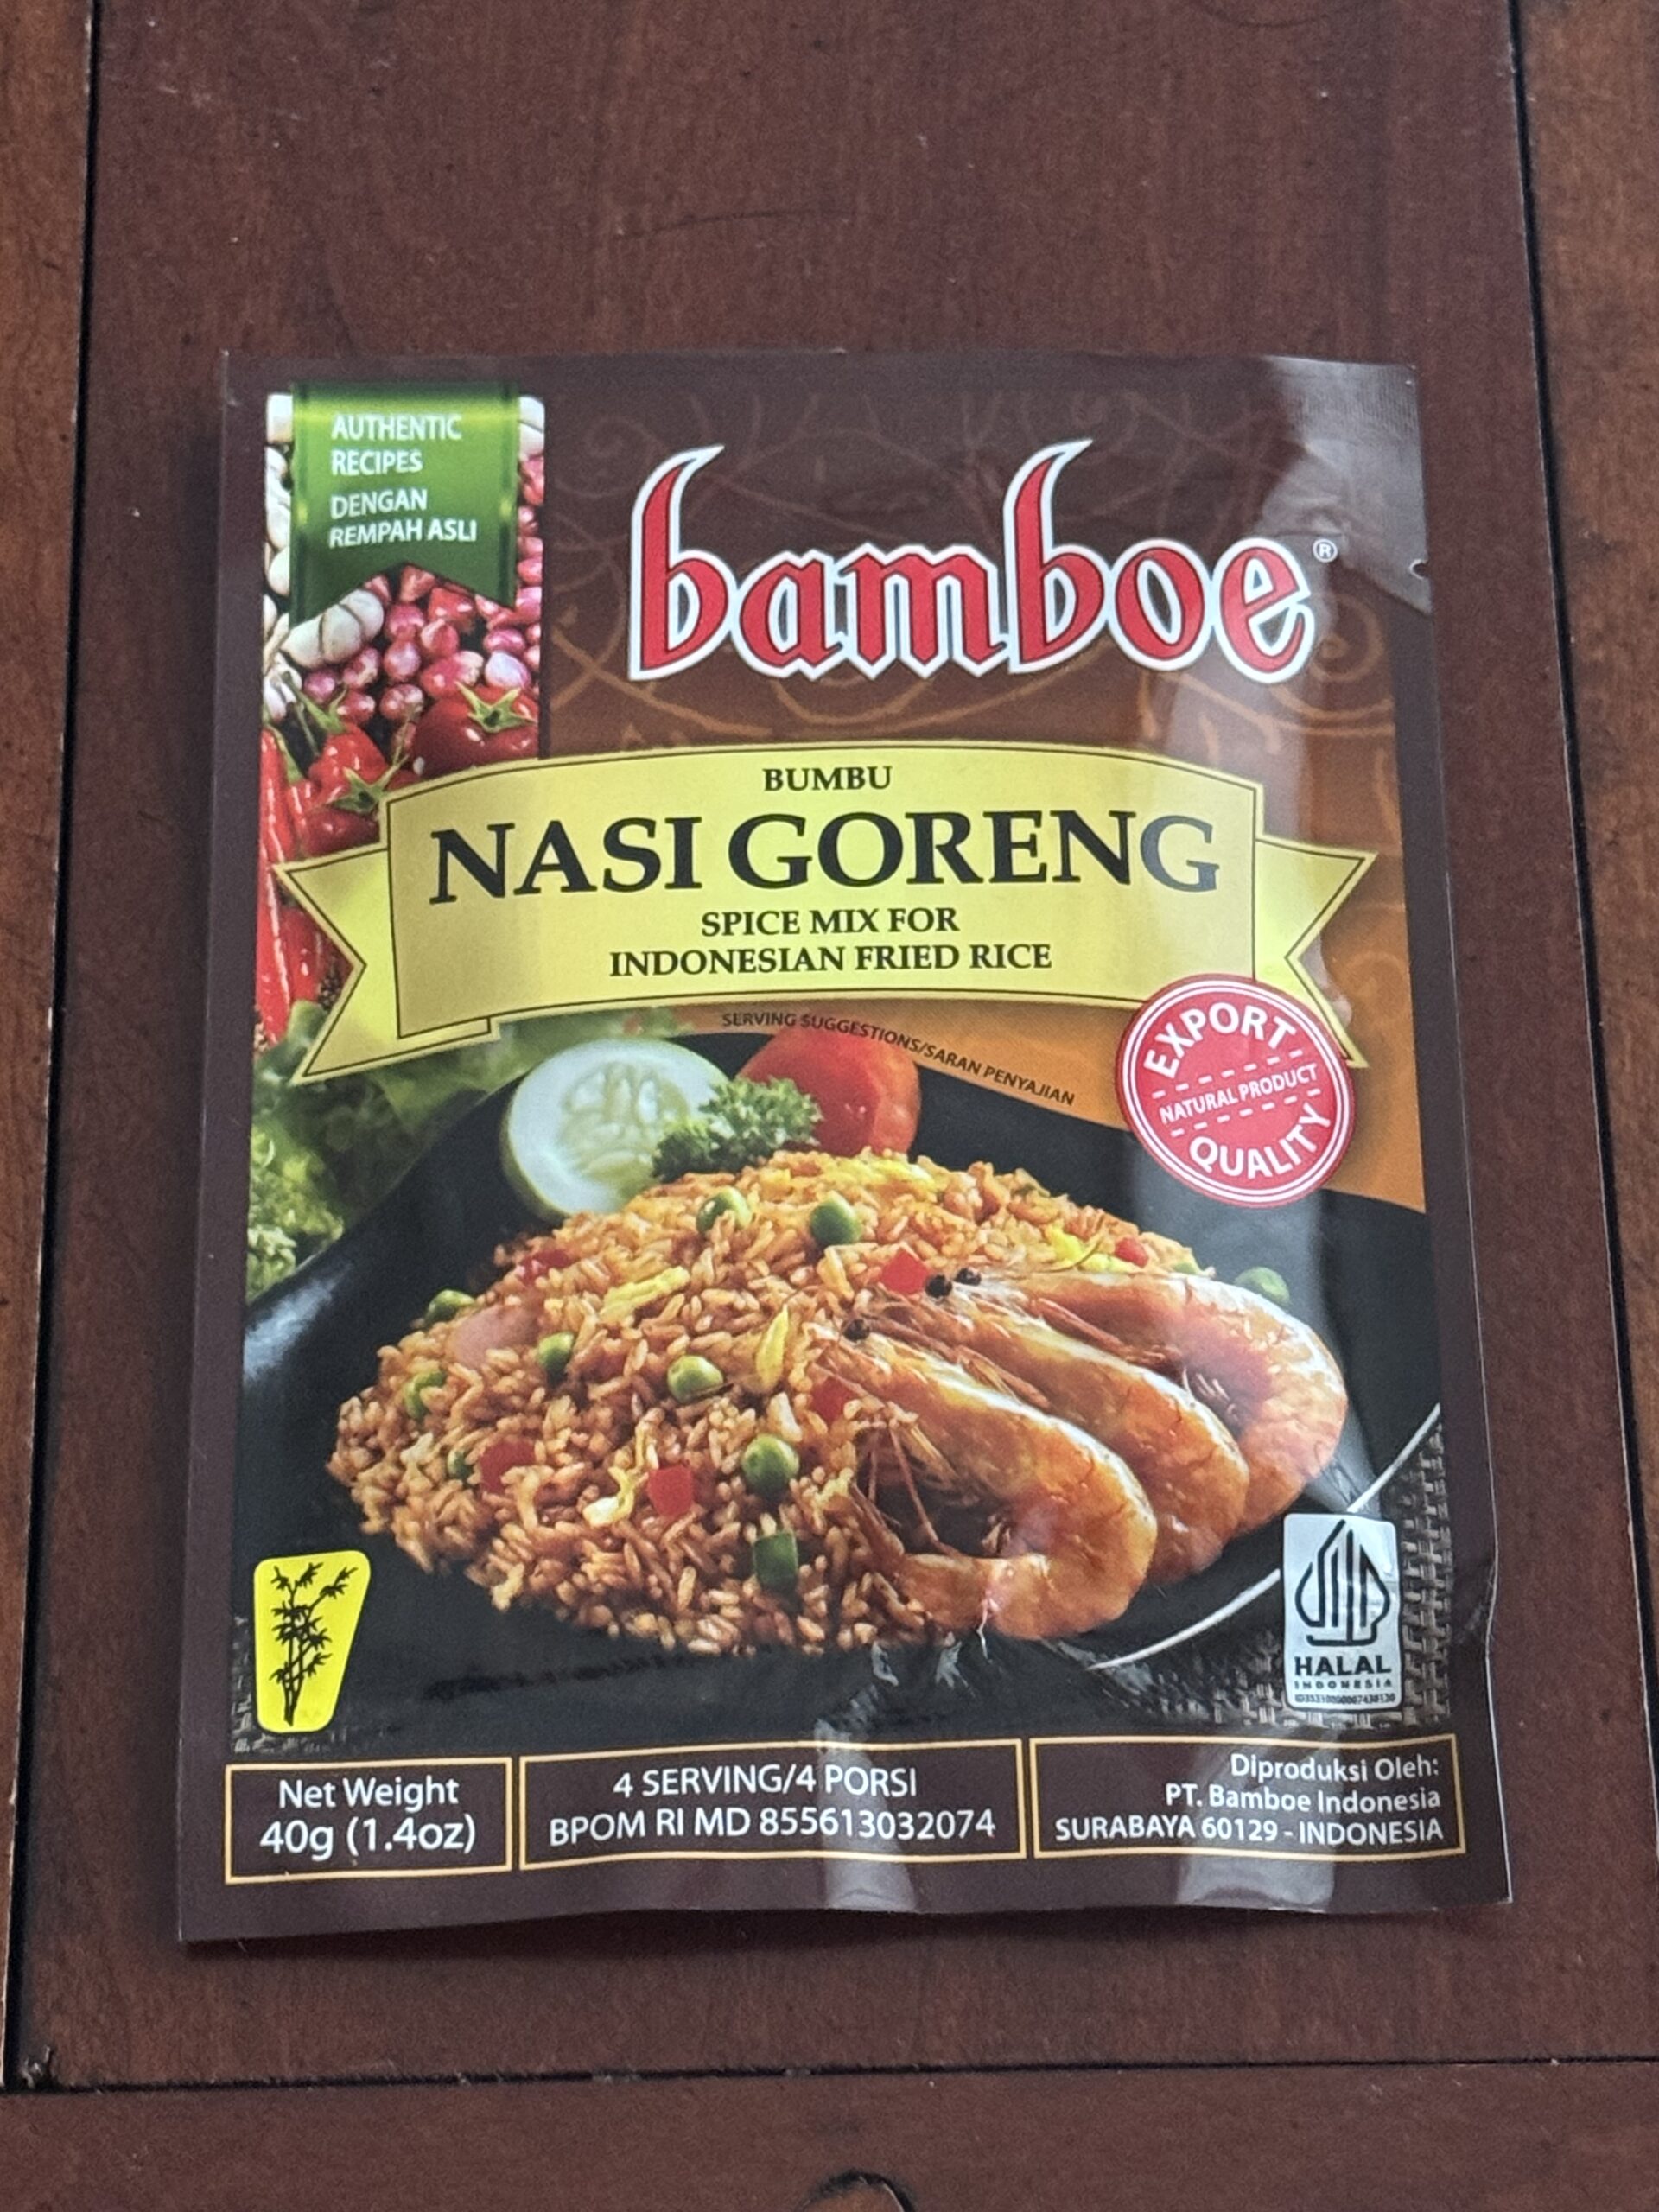 AUTHENTIC
RECIPES
DENGAN
REMPAH ASLI
bamboe®
BUMBU
NASI GORENG
SPICE MIX FOR
INDONESIAN FRIED RICE
SERVING SUGGESTIONS/SARAN PENYAJIAN
EXPORT
NATURAL PRODUCT
QUALITY
HALAL
INDONESIA
Net Weight
40g (1.4oz)
4 SERVING/4 PORSI
BPOM RI MD 855613032074
Diproduksi Oleh:
PT. Bamboe Indonesia
SURABAYA 60129 - INDONESIA